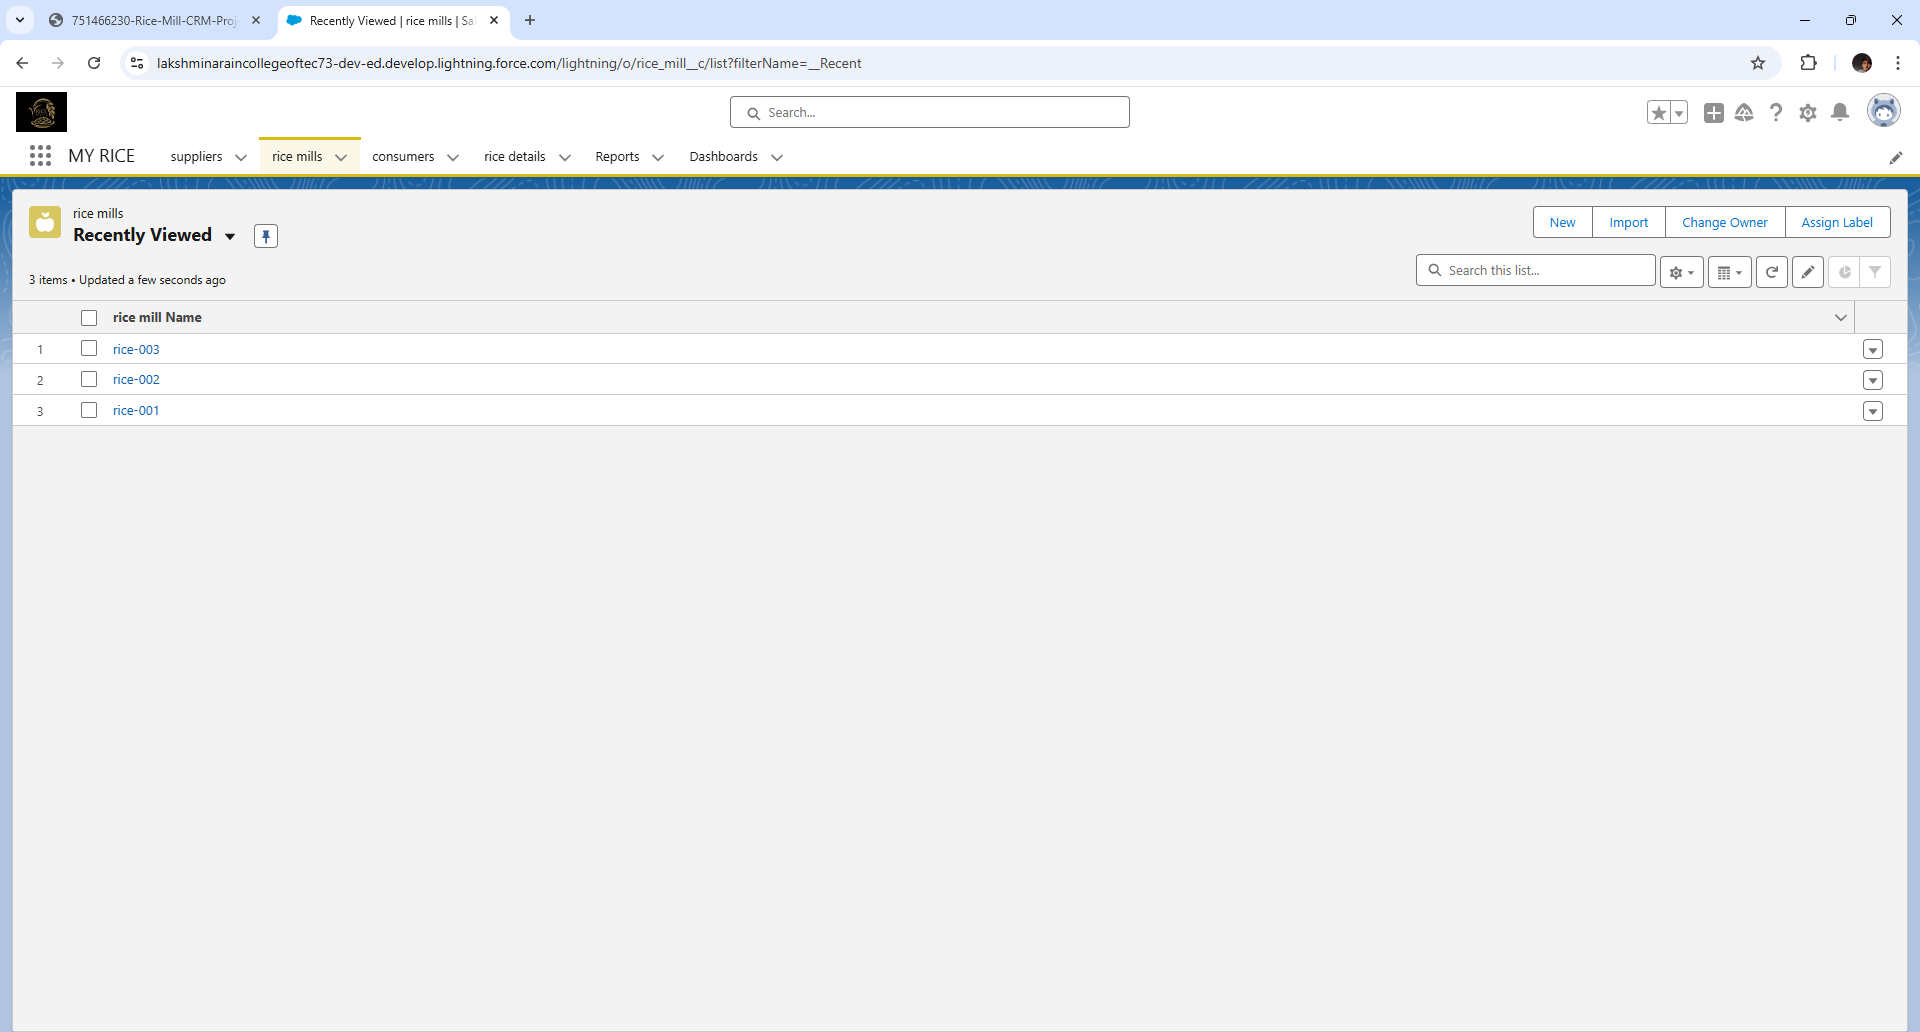 751466230-Rice-Mill-CRM-Proj
Recently Viewed | rice mills | Sa
lakshminaraincollegeoftec73-dev-ed.develop.lightning.force.com/lightning/o/rice_mill__c/list?filterName=__Recent
Search...
MY RICE suppliers rice mills consumers rice details Reports Dashboards
rice mills
Recently Viewed
New Import Change Owner Assign Label
3 items • Updated a few seconds ago
Search this list...
rice mill Name
1 rice-003
2 rice-002
3 rice-001